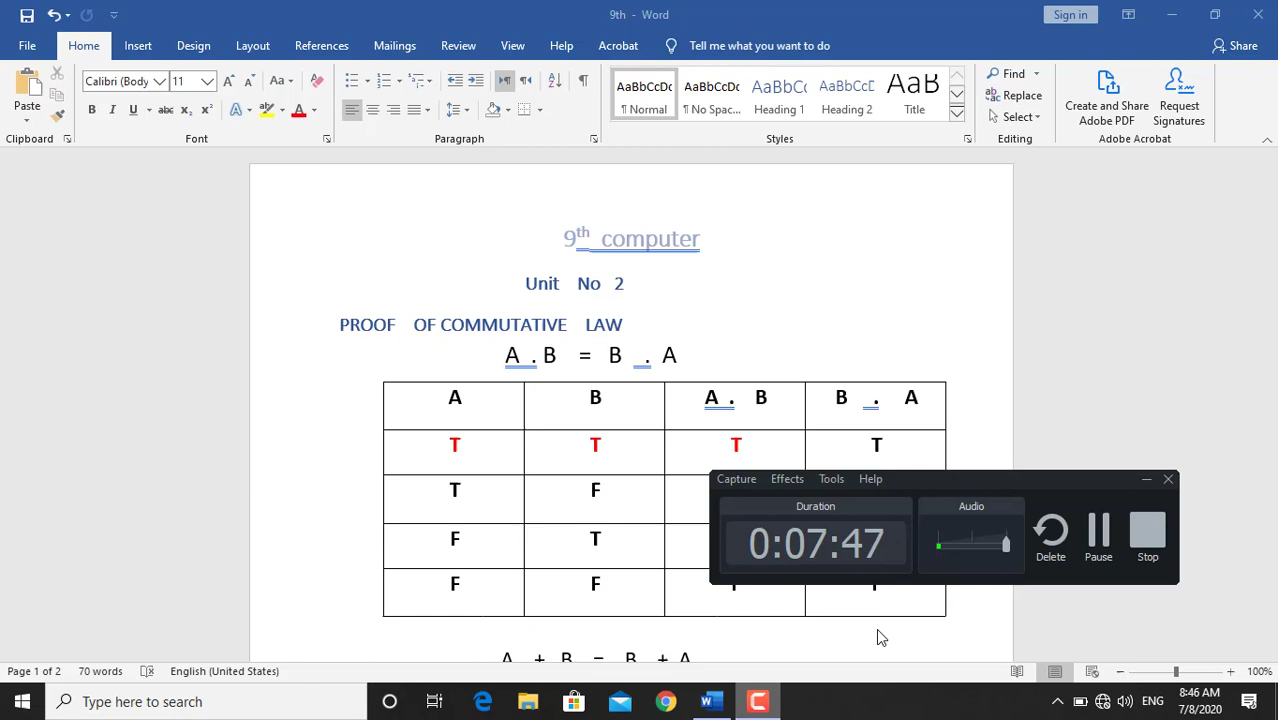 9th - Word
Sign in
File Home Insert Design Layout References Mailings Review View Help Acrobat Tell me what you want to do Share
Paste
Calibri (Body 11
AaBbCcDc AaBbCcDc AaBbCc AaBbCcD AaB
¶ Normal ¶ No Spac... Heading 1 Heading 2 Title
Find
Replace
Select
Create and Share Adobe PDF
Request Signatures
Clipboard Font Paragraph Styles Editing Adobe Acrobat
9th computer
Unit No 2
PROOF OF COMMUTATIVE LAW
A . B = B . A
A B A . B B . A
T T T T
T F
F T
F F
A + B = B + A
Capture Effects Tools Help
Duration Audio
0:07:47
Delete Pause Stop
Page 1 of 2 70 words English (United States) 100%
Type here to search
ENG
8:46 AM
7/8/2020